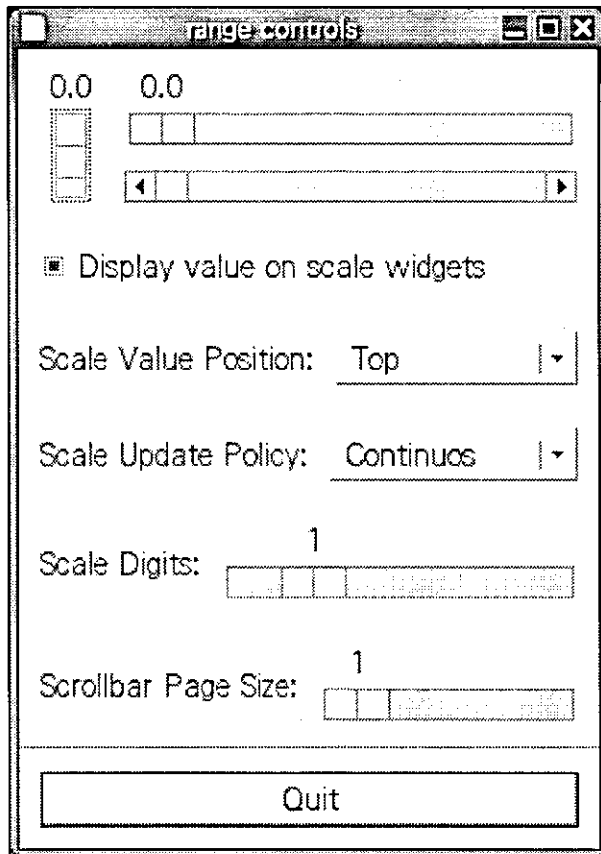 range controls
0.0 0.0
Display value on scale widgets
Scale Value Position: Top
Scale Update Policy: Continuos
1
Scale Digits:
1
Scrollbar Page Size:
Quit